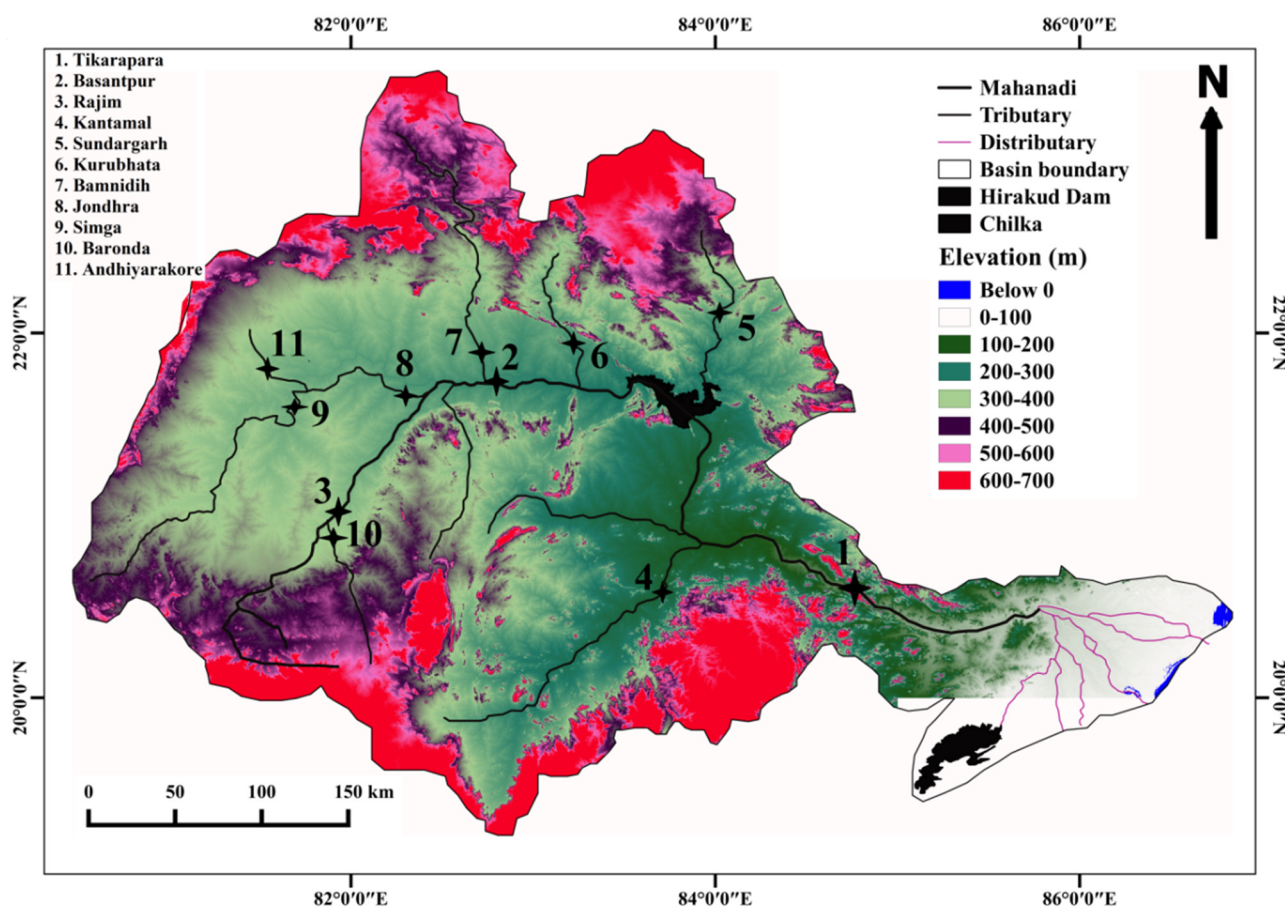 82°0′0″E 84°0′0″E 86°0′0″E
1. Tikarapara
2. Basantpur
3. Rajim
4. Kantamal
5. Sundargarh
6. Kurubhata
7. Bamnidih
8. Jondhra
9. Simga
10. Baronda
11. Andhiyarakore
N
Mahanadi
Tributary
Distributary
Basin boundary
Hirakud Dam
Chilka
Elevation (m)
Below 0
0-100
100-200
200-300
300-400
400-500
500-600
600-700
22°0′0″N
22°0′0″N
20°0′0″N
20°0′0″N
5
11
7
2
6
8
9
3
10
1
4
0 50 100 150 km
82°0′0″E 84°0′0″E 86°0′0″E